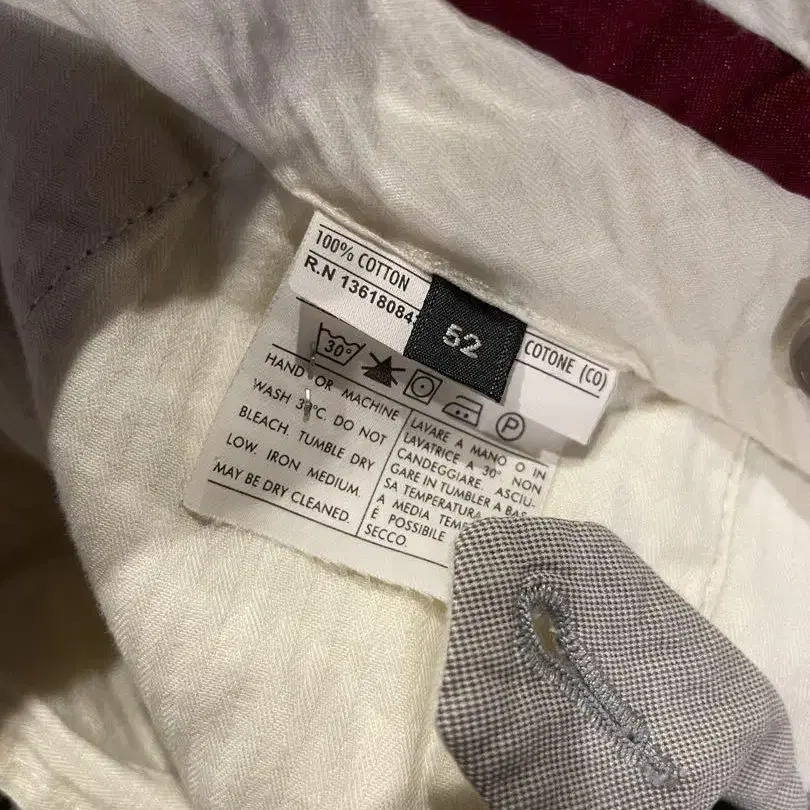 100% COTTON
R.N 13618084
52
COTONE (CO)
30°
P
HAND OR MACHINE
WASH 30°C. DO NOT
BLEACH. TUMBLE DRY
LOW. IRON MEDIUM.
MAY BE DRY CLEANED.
LAVARE A MANO O IN
LAVATRICE A 30° NON
CANDEGGIARE. ASCIU-
GARE IN TUMBLER A BAS-
SA TEMPERATURA
A MEDIA
È POSSIBILE
SECCO.